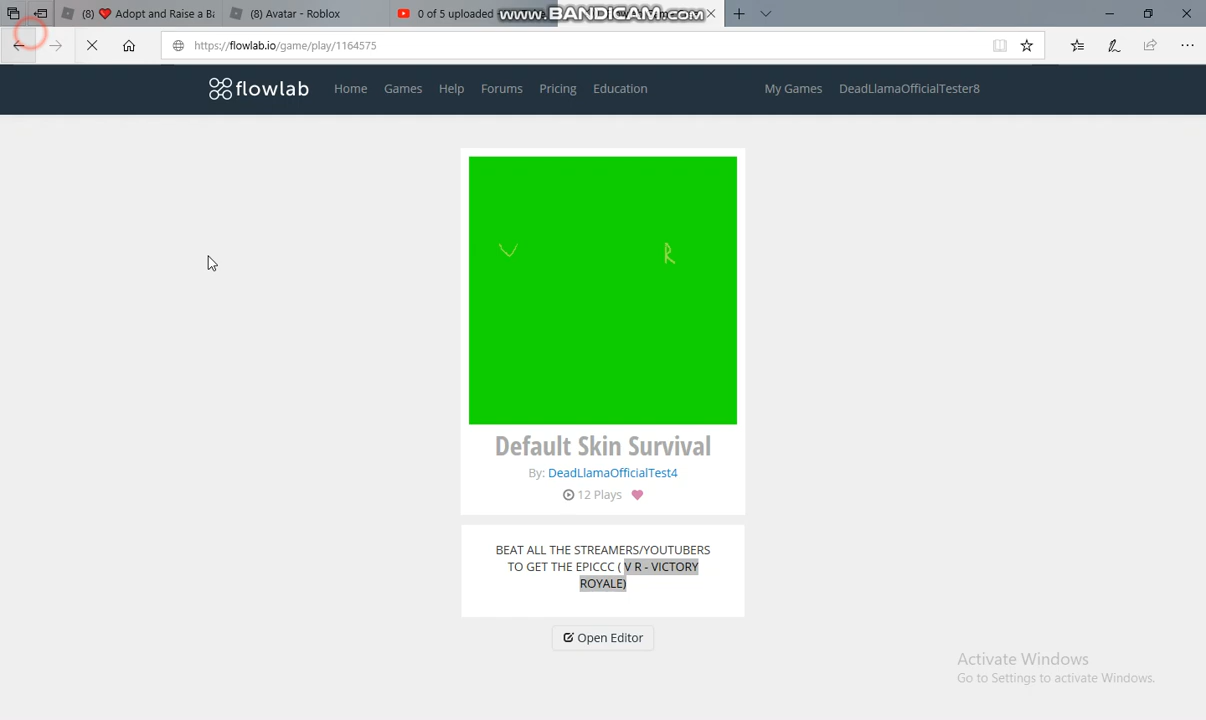 (8) ❤ Adopt and Raise a Ba
(8) Avatar - Roblox
0 of 5 uploaded
www.BANDICAM.com
https://flowlab.io/game/play/1164575
flowlab
Home Games Help Forums Pricing Education My Games DeadLlamaOfficialTester8
V R
Default Skin Survival
By: DeadLlamaOfficialTest4
12 Plays
BEAT ALL THE STREAMERS/YOUTUBERS
TO GET THE EPICCC ( V R - VICTORY
ROYALE)
Open Editor
Activate Windows
Go to Settings to activate Windows.